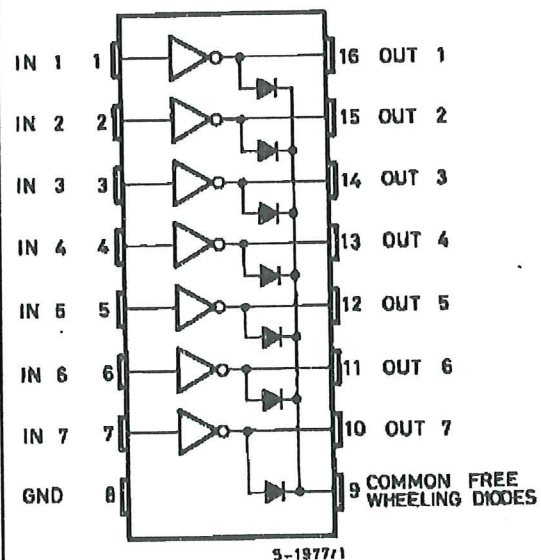 IN 1 1 16 OUT 1
IN 2 2 15 OUT 2
IN 3 3 14 OUT 3
IN 4 4 13 OUT 4
IN 5 5 12 OUT 5
IN 6 6 11 OUT 6
IN 7 7 10 OUT 7
GND 8 9 COMMON FREE
WHEELING DIODES
S-1977/1